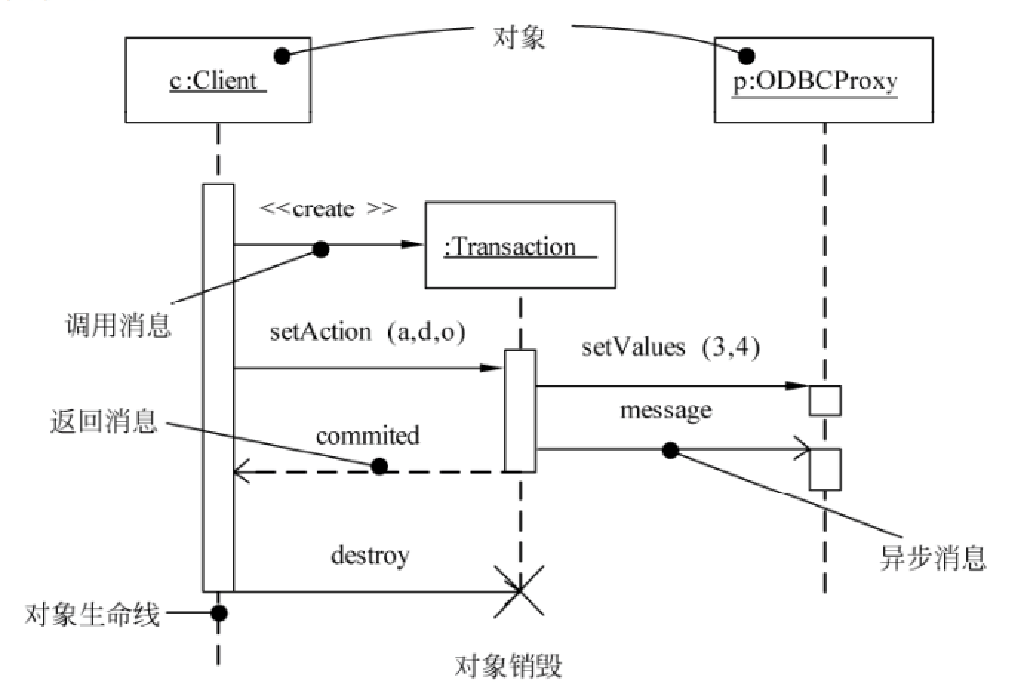 对象
c:Client
p:ODBCProxy
<<create >>
:Transaction
调用消息
setAction (a,d,o)
setValues (3,4)
返回消息
commited
message
异步消息
destroy
对象生命线
对象销毁